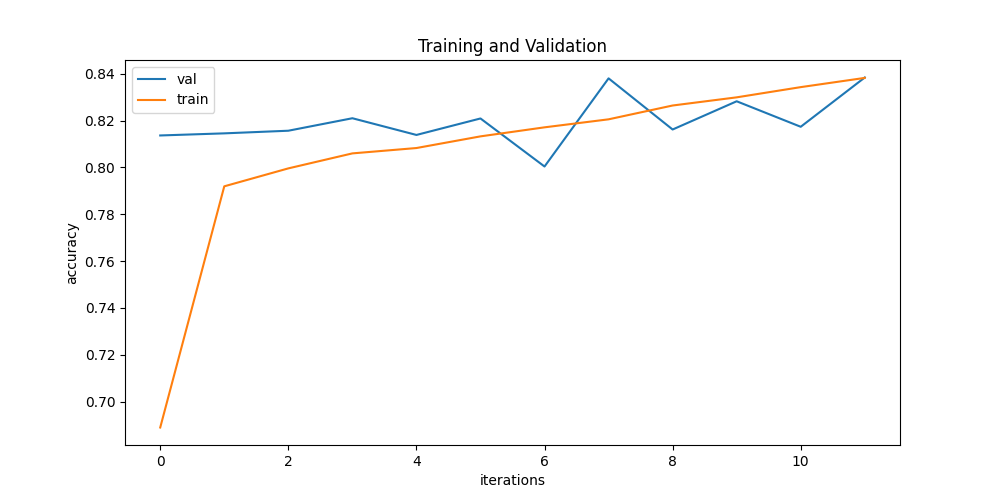 Training and Validation
val
train
0.84
0.82
0.80
0.78
0.76
0.74
0.72
0.70
accuracy
0 2 4 6 8 10
iterations